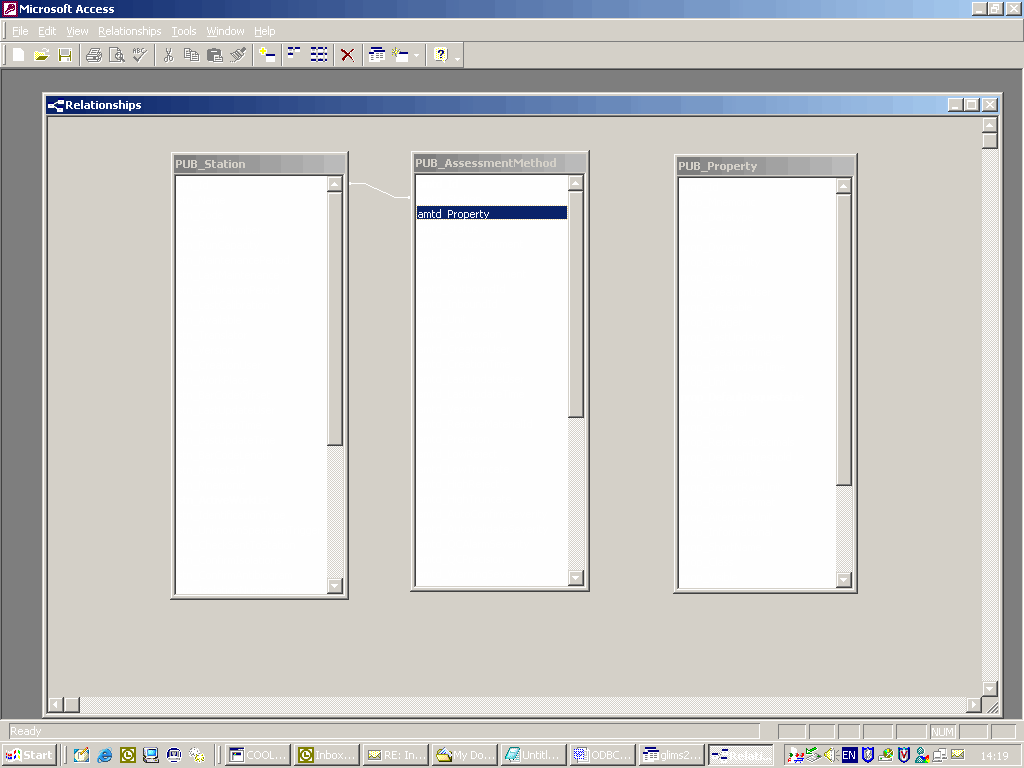 Microsoft Access
File Edit View Relationships Tools Window Help
Relationships
PUB_Station
PUB_AssessmentMethod
PUB_Property
amtd_Property
Ready
NUM
Start
COOL...
Inbox...
RE: In...
My Do...
Untitl...
ODBC...
glims2...
Relati...
EN
14:19